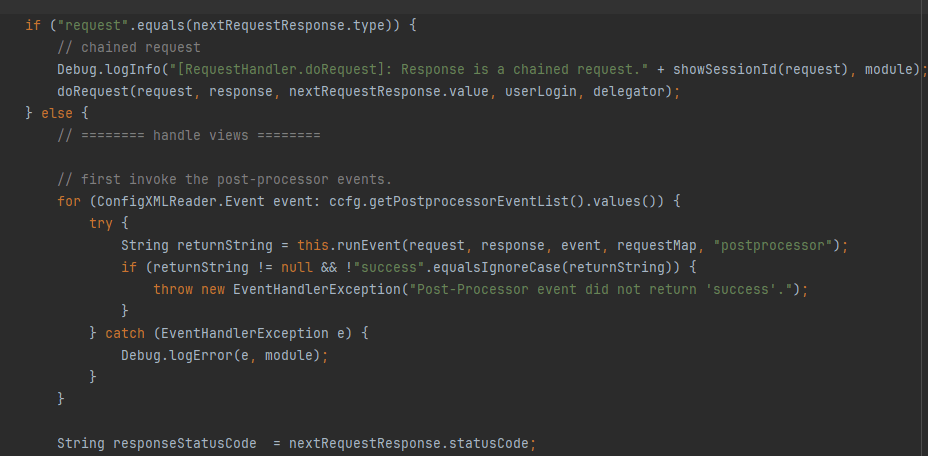 if ("request".equals(nextRequestResponse.type)) {
// chained request
Debug.logInfo("[RequestHandler.doRequest]: Response is a chained request." + showSessionId(request), module);
doRequest(request, response, nextRequestResponse.value, userLogin, delegator);
} else {
// ======== handle views ========
// first invoke the post-processor events.
for (ConfigXMLReader.Event event: ccfg.getPostprocessorEventList().values()) {
try {
String returnString = this.runEvent(request, response, event, requestMap, "postprocessor");
if (returnString != null && !"success".equalsIgnoreCase(returnString)) {
throw new EventHandlerException("Post-Processor event did not return 'success'.");
}
} catch (EventHandlerException e) {
Debug.logError(e, module);
}
}
String responseStatusCode  = nextRequestResponse.statusCode;